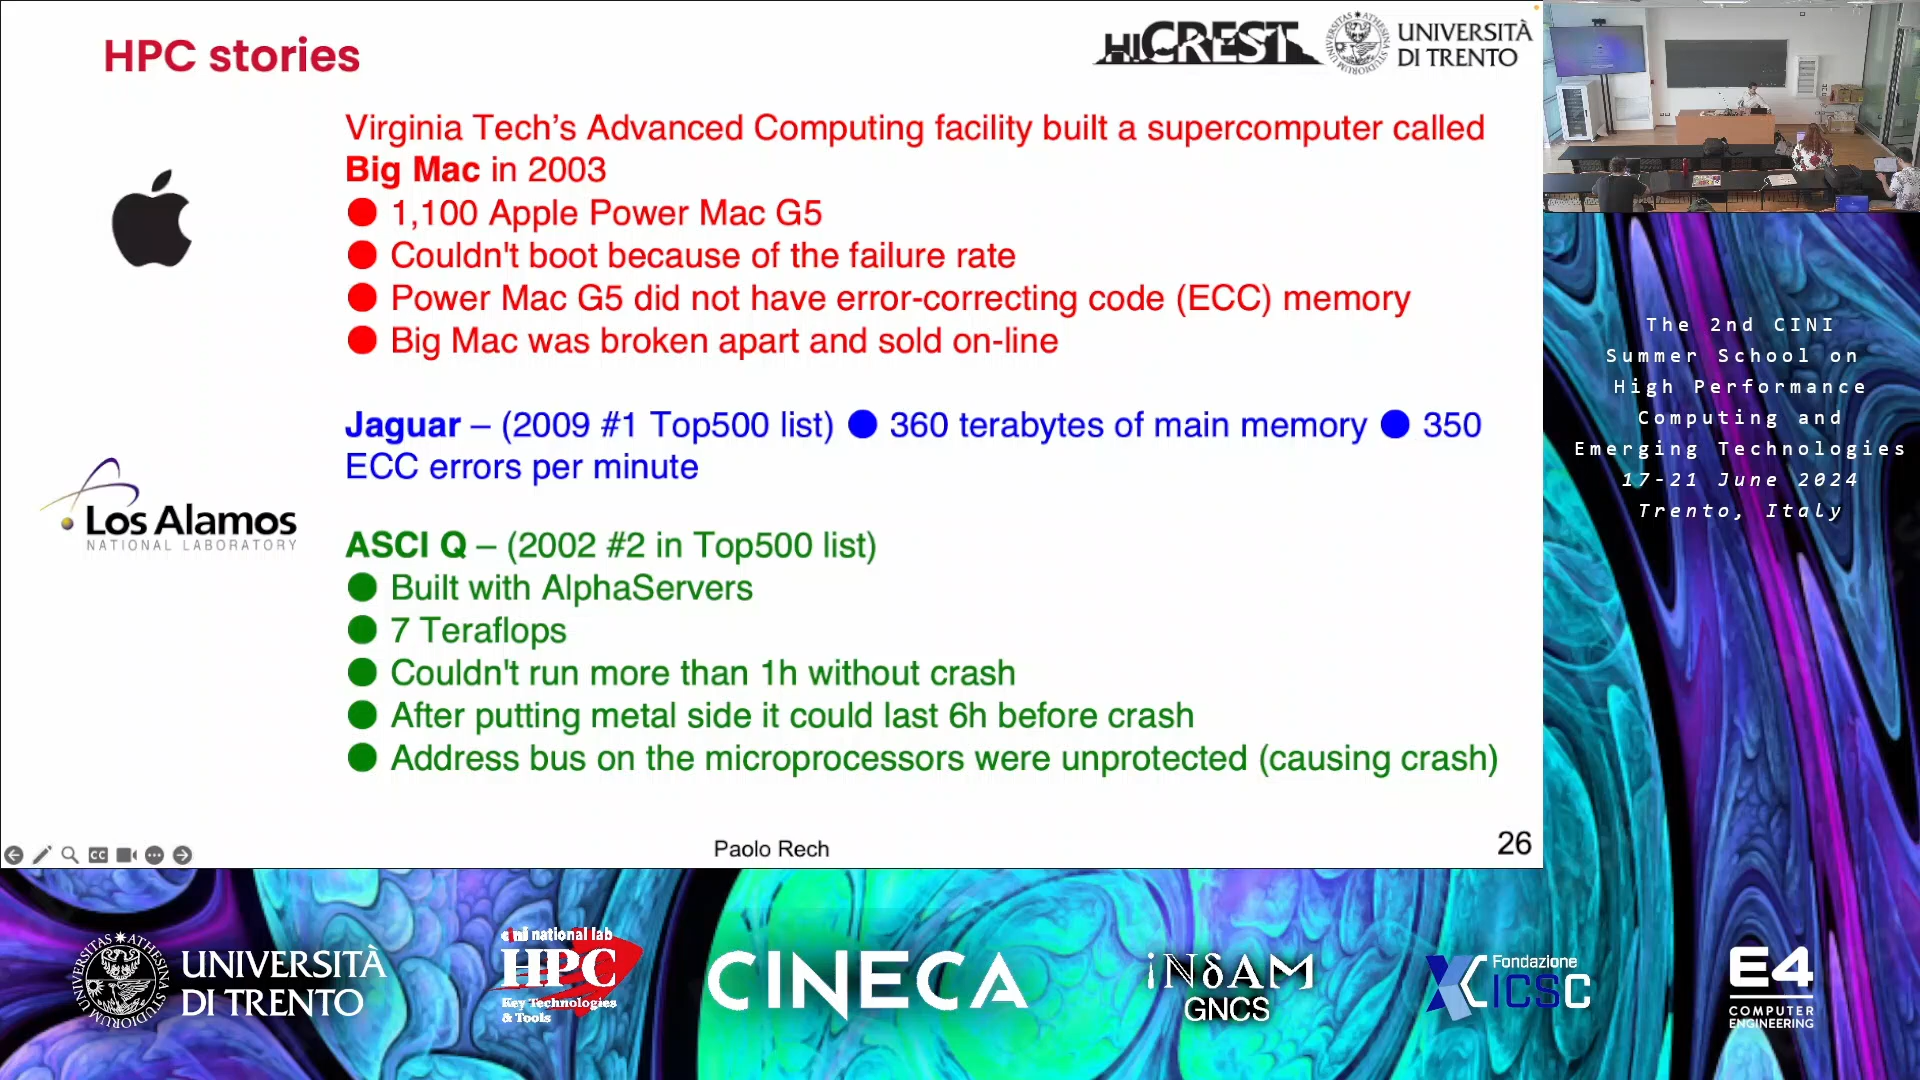 HPC stories
HiCREST
UNIVERSITÀ
DI TRENTO
Virginia Tech's Advanced Computing facility built a supercomputer called
Big Mac in 2003
● 1,100 Apple Power Mac G5
● Couldn't boot because of the failure rate
● Power Mac G5 did not have error-correcting code (ECC) memory
● Big Mac was broken apart and sold on-line
Jaguar – (2009 #1 Top500 list) ● 360 terabytes of main memory ● 350
ECC errors per minute
Los Alamos
NATIONAL LABORATORY
ASCI Q – (2002 #2 in Top500 list)
● Built with AlphaServers
● 7 Teraflops
● Couldn't run more than 1h without crash
● After putting metal side it could last 6h before crash
● Address bus on the microprocessors were unprotected (causing crash)
CC
Paolo Rech
26
The 2nd CINI
Summer School on
High Performance
Computing and
Emerging Technologies
17-21 June 2024
Trento, Italy
UNIVERSITÀ
DI TRENTO
cini national lab
HPC
Key Technologies
& Tools
CINECA
iNδAM
GNCS
Fondazione
ICSC
E4
COMPUTER
ENGINEERING